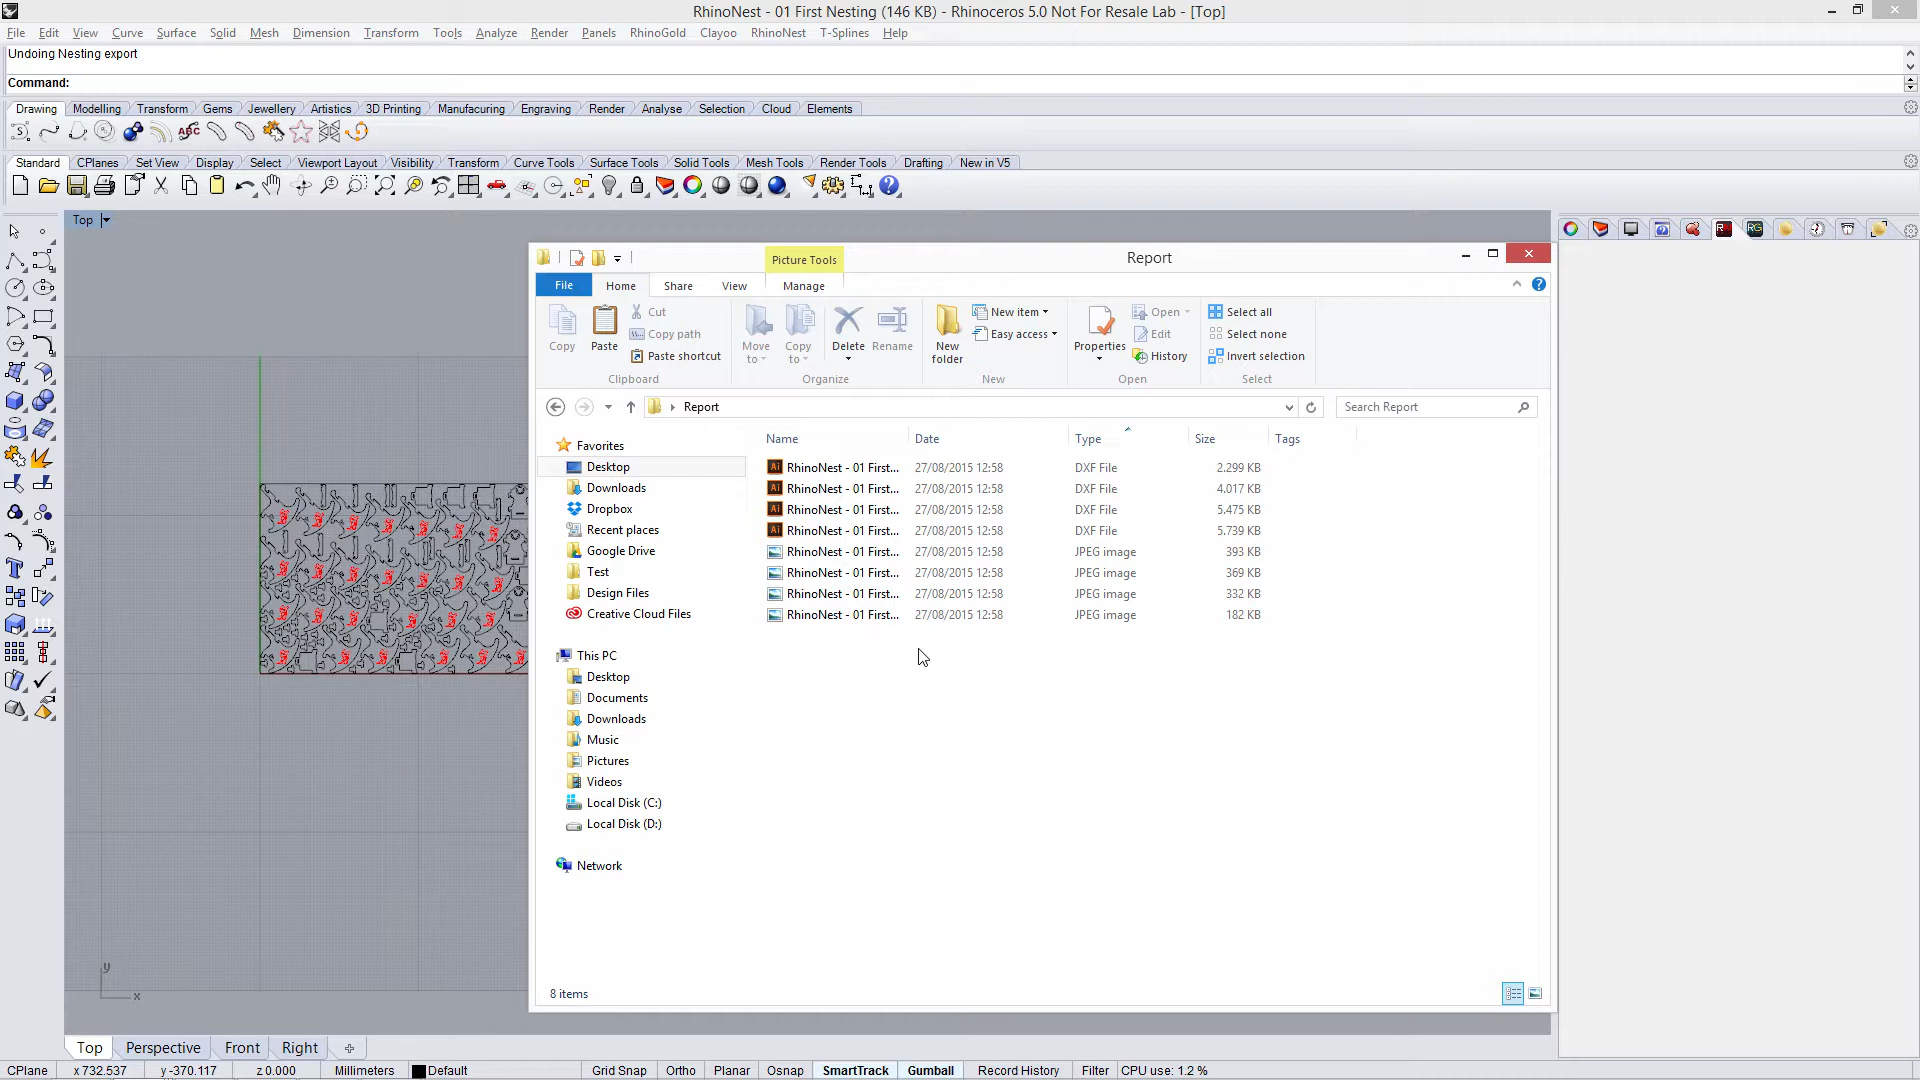 RhinoNest - 01 First Nesting (146 KB) - Rhinoceros 5.0 Not For Resale Lab - [Top]
File Edit View Curve Surface Solid Mesh Dimension Transform Tools Analyze Render Panels RhinoGold Clayoo RhinoNest T-Splines Help
Undoing Nesting export
Command:
Drawing Modelling Transform Gems Jewellery Artistics 3D Printing Manufacuring Engraving Render Analyse Selection Cloud Elements
ABC
Standard CPlanes Set View Display Select Viewport Layout Visibility Transform Curve Tools Surface Tools Solid Tools Mesh Tools Render Tools Drafting New in V5
Top
Picture Tools Report
File Home Share View Manage
Copy Paste Cut Copy path Paste shortcut
Move to Copy to Delete Rename New folder New item Easy access
Properties Open Edit History Select all Select none Invert selection
Clipboard Organize New Open Select
Report Search Report
Name Date Type Size Tags
RhinoNest - 01 First... 27/08/2015 12:58 DXF File 2.299 KB
RhinoNest - 01 First... 27/08/2015 12:58 DXF File 4.017 KB
RhinoNest - 01 First... 27/08/2015 12:58 DXF File 5.475 KB
RhinoNest - 01 First... 27/08/2015 12:58 DXF File 5.739 KB
RhinoNest - 01 First... 27/08/2015 12:58 JPEG image 393 KB
RhinoNest - 01 First... 27/08/2015 12:58 JPEG image 369 KB
RhinoNest - 01 First... 27/08/2015 12:58 JPEG image 332 KB
RhinoNest - 01 First... 27/08/2015 12:58 JPEG image 182 KB
Favorites
Desktop
Downloads
Dropbox
Recent places
Google Drive
Test
Design Files
Creative Cloud Files
This PC
Desktop
Documents
Downloads
Music
Pictures
Videos
Local Disk (C:)
Local Disk (D:)
Network
8 items
y
x
Top Perspective Front Right
CPlane x 732.537 y -370.117 z 0.000 Millimeters Default Grid Snap Ortho Planar Osnap SmartTrack Gumball Record History Filter CPU use: 1.2 %